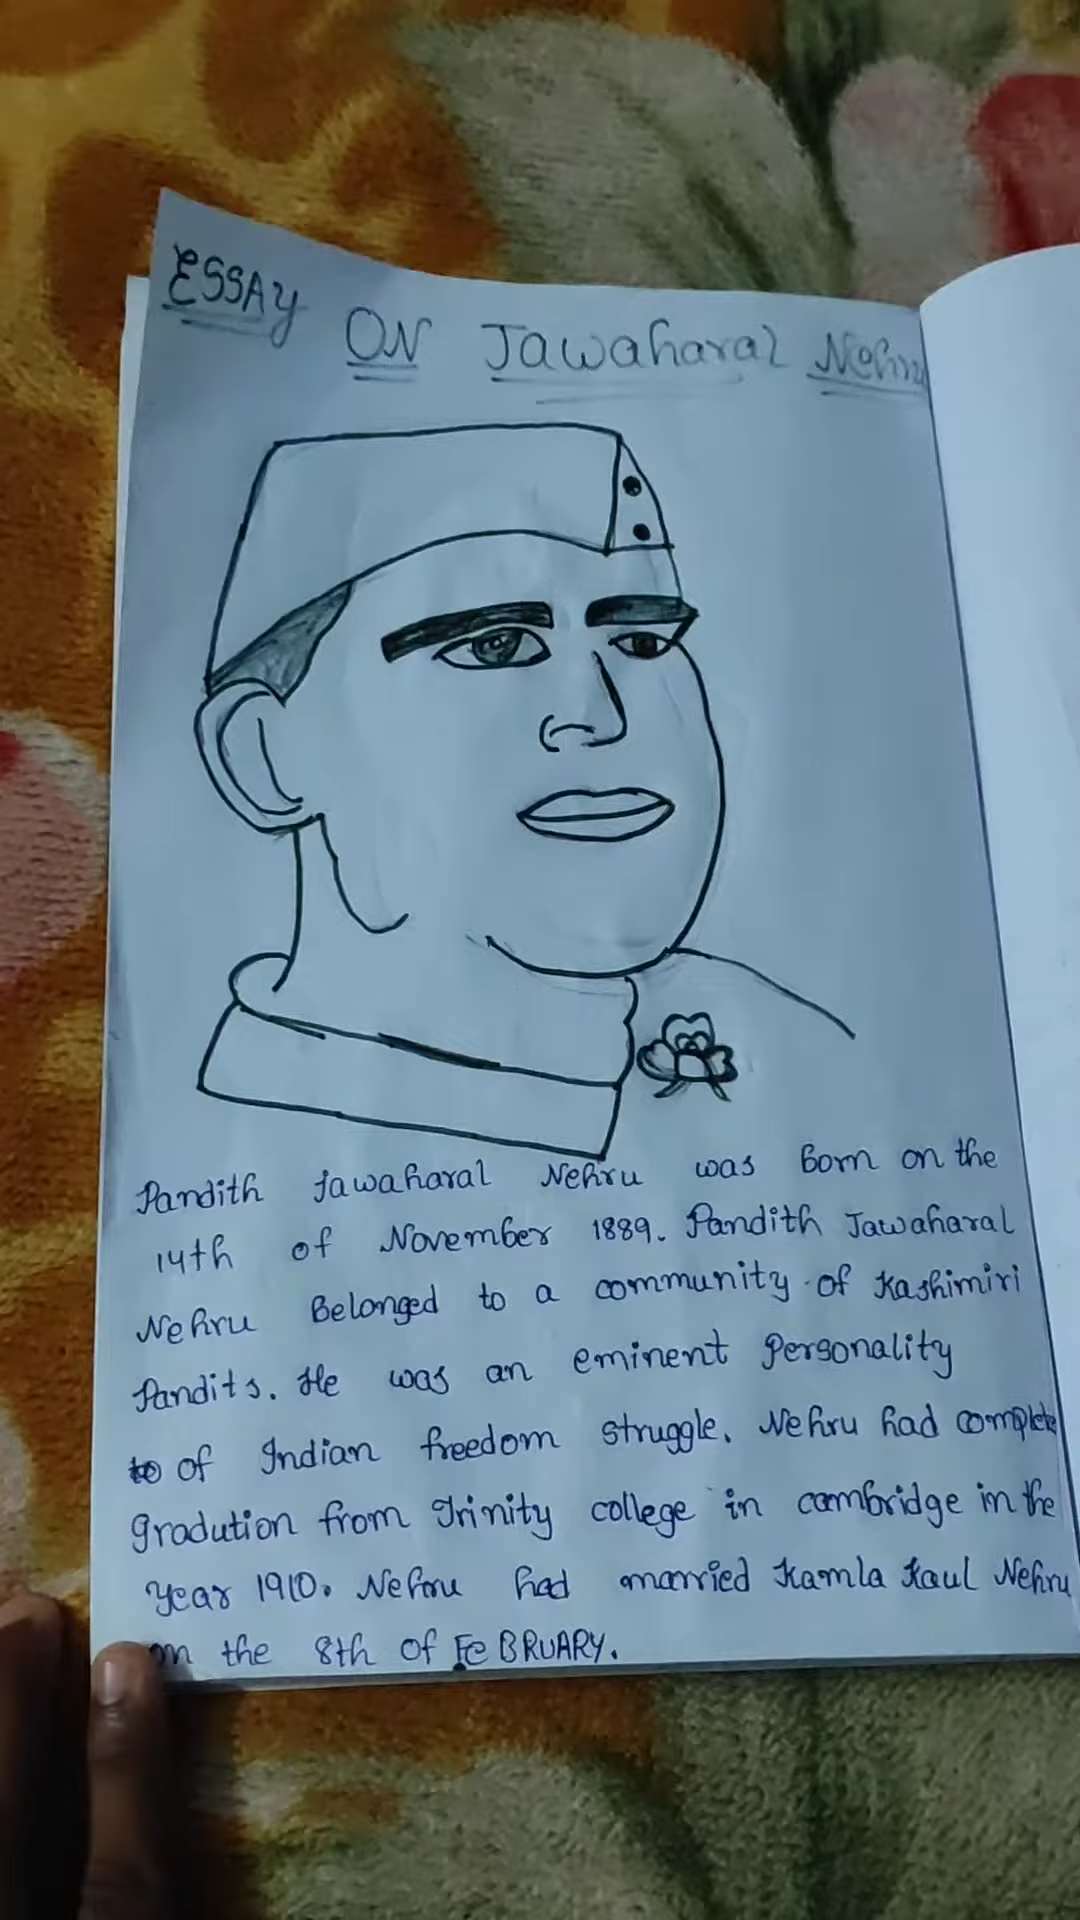 ESSAY ON Jawaharal Nehru
Pandith Jawaharal Nehru was Born on the
14th of November 1889. Pandith Jawaharal
Nehru Belonged to a community of Kashimiri
Pandits. He was an eminent Personality
to of Indian freedom struggle. Nehru had complete
gradution from Trinity college in cambridge in the
Year 1910. Nehru had married Kamla Kaul Nehru
on the 8th of FeBRUARY.